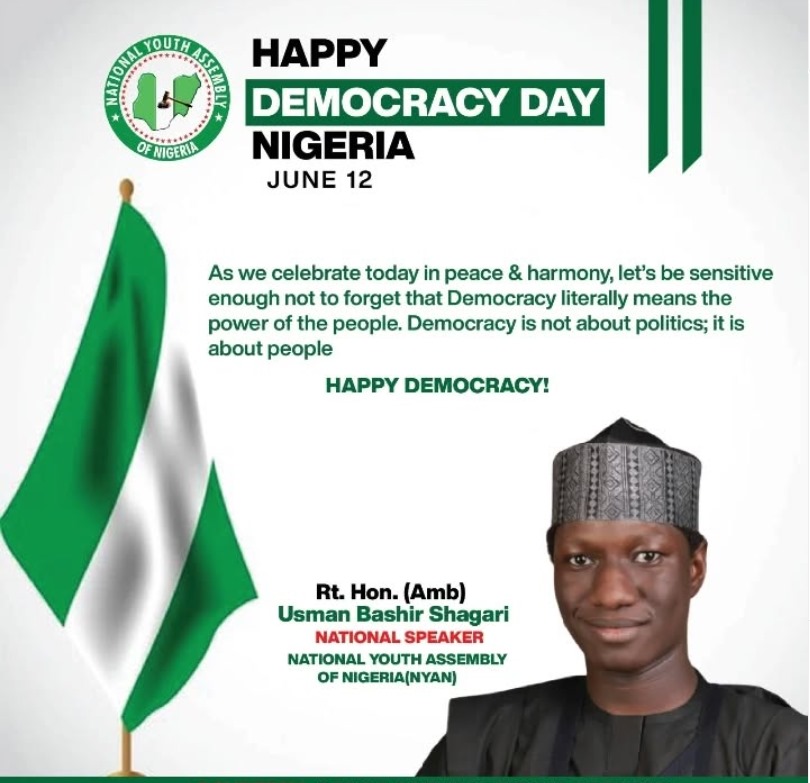 NATIONAL YOUTH ASSEMBLY
OF NIGERIA
HAPPY
DEMOCRACY DAY
NIGERIA
JUNE 12
As we celebrate today in peace & harmony, let's be sensitive
enough not to forget that Democracy literally means the
power of the people. Democracy is not about politics; it is
about people
HAPPY DEMOCRACY!
Rt. Hon. (Amb)
Usman Bashir Shagari
NATIONAL SPEAKER
NATIONAL YOUTH ASSEMBLY
OF NIGERIA(NYAN)